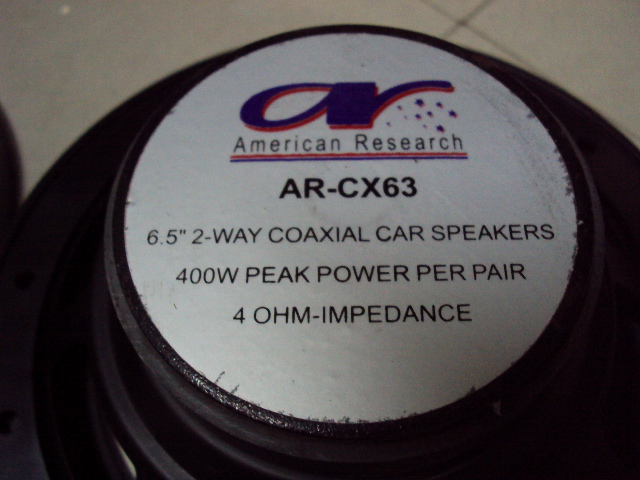 ar
American Research
AR-CX63
6.5" 2-WAY COAXIAL CAR SPEAKERS
400W PEAK POWER PER PAIR
4 OHM-IMPEDANCE